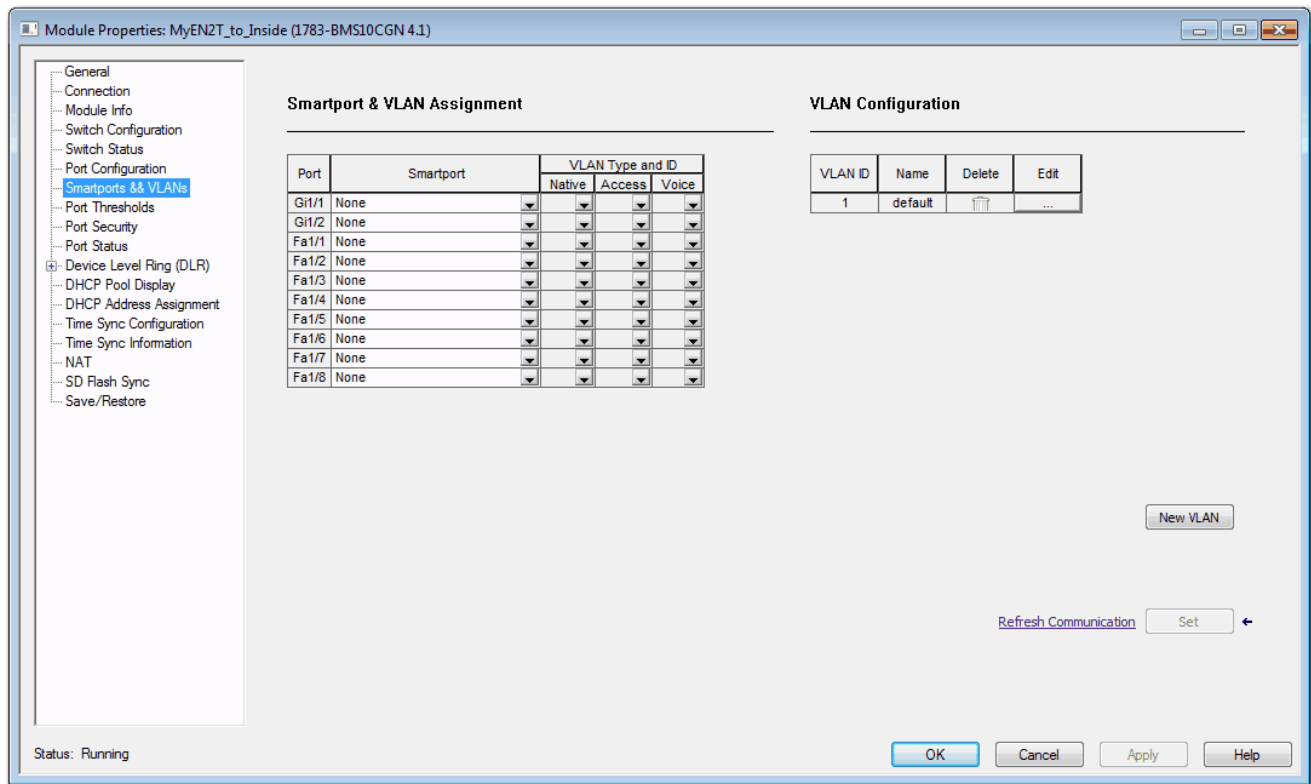 Module Properties: MyEN2T_to_Inside (1783-BMS10CGN 4.1)
General
Connection
Module Info
Switch Configuration
Switch Status
Port Configuration
Smartports && VLANs
Port Thresholds
Port Security
Port Status
Device Level Ring (DLR)
DHCP Pool Display
DHCP Address Assignment
Time Sync Configuration
Time Sync Information
NAT
SD Flash Sync
Save/Restore
Smartport & VLAN Assignment
Port Smartport VLAN Type and ID
Native Access Voice
Gi1/1 None
Gi1/2 None
Fa1/1 None
Fa1/2 None
Fa1/3 None
Fa1/4 None
Fa1/5 None
Fa1/6 None
Fa1/7 None
Fa1/8 None
VLAN Configuration
VLAN ID Name Delete Edit
1 default ...
New VLAN
Refresh Communication Set
Status: Running
OK Cancel Apply Help